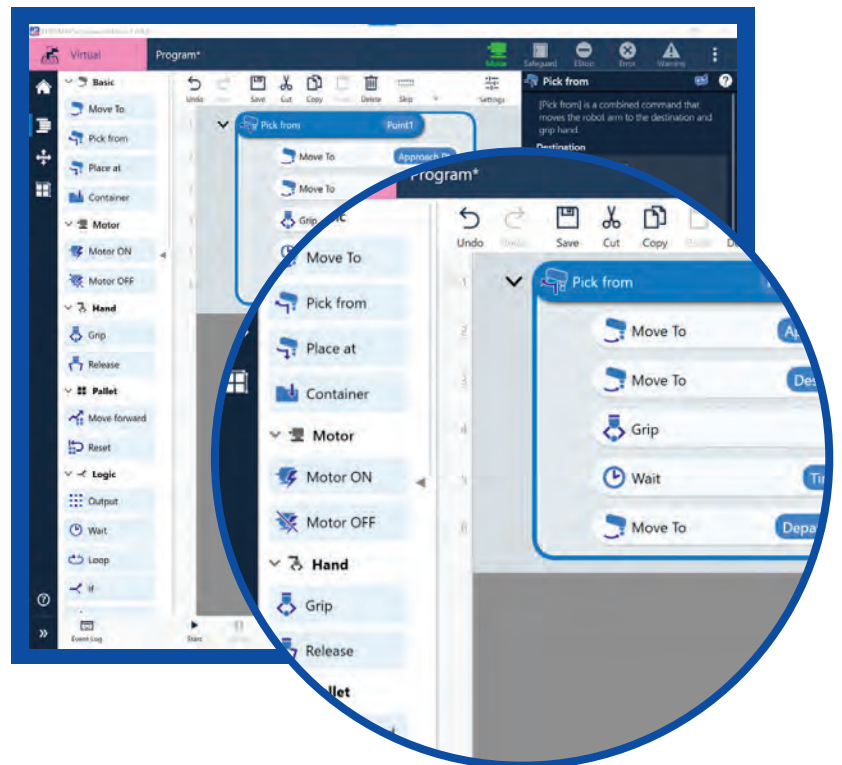 Virtual
Program*
Motor
Safeguard
EStop
Error
Warning
Basic
Move To
Pick from
Place at
Container
Motor
Motor ON
Motor OFF
Hand
Grip
Release
Pallet
Move forward
Reset
Logic
Output
Wait
Loop
If
Event Log
Undo
Save
Cut
Copy
Delete
Skip
Settings
Pick from
Point1
Move To
Approach
Move To
Grip
Start
Pick from
[Pick from] is a combined command that
moves the robot arm to the destination and
grip hand.
Destination
Program*
Undo
Save
Cut
Copy
Move To
Pick from
Place at
Container
Motor
Motor ON
Motor OFF
Hand
Grip
Release
Pick from
1
2
3
4
5
6
Move To
Move To
Des
Grip
Wait
Move To
Depa